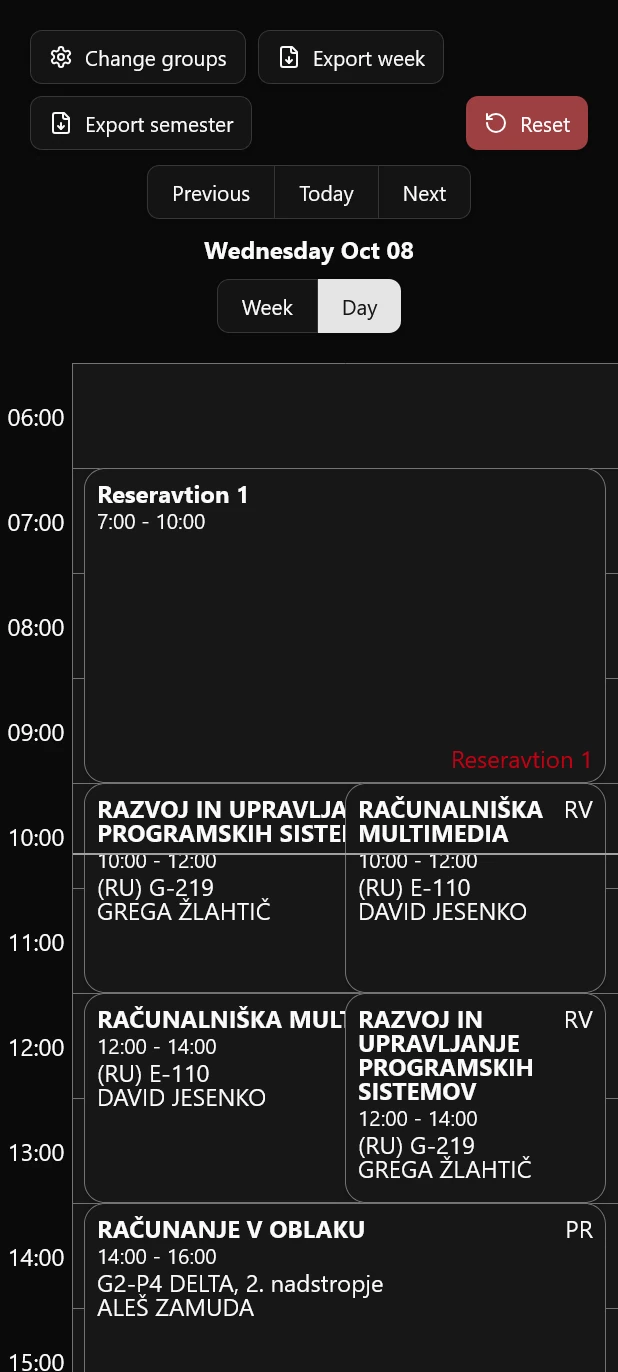 Change groups
Export week
Export semester
Reset
Previous
Today
Next
Wednesday Oct 08
Week
Day
06:00
Reseravtion 1
07:00
7:00 - 10:00
08:00
09:00
Reseravtion 1
RAZVOJ IN UPRAVLJA
PROGRAMSKIH SISTE
10:00 - 12:00
(RU) G-219
GREGA ŽLAHTIČ
RAČUNALNIŠKA
MULTIMEDIA
RV
10:00 - 12:00
(RU) E-110
DAVID JESENKO
10:00
11:00
RAČUNALNIŠKA MULT
12:00 - 14:00
(RU) E-110
DAVID JESENKO
RAZVOJ IN
UPRAVLJANJE
PROGRAMSKIH
SISTEMOV
RV
12:00 - 14:00
(RU) G-219
GREGA ŽLAHTIČ
12:00
13:00
RAČUNANJE V OBLAKU
PR
14:00 - 16:00
G2-P4 DELTA, 2. nadstropje
ALEŠ ZAMUDA
14:00
15:00